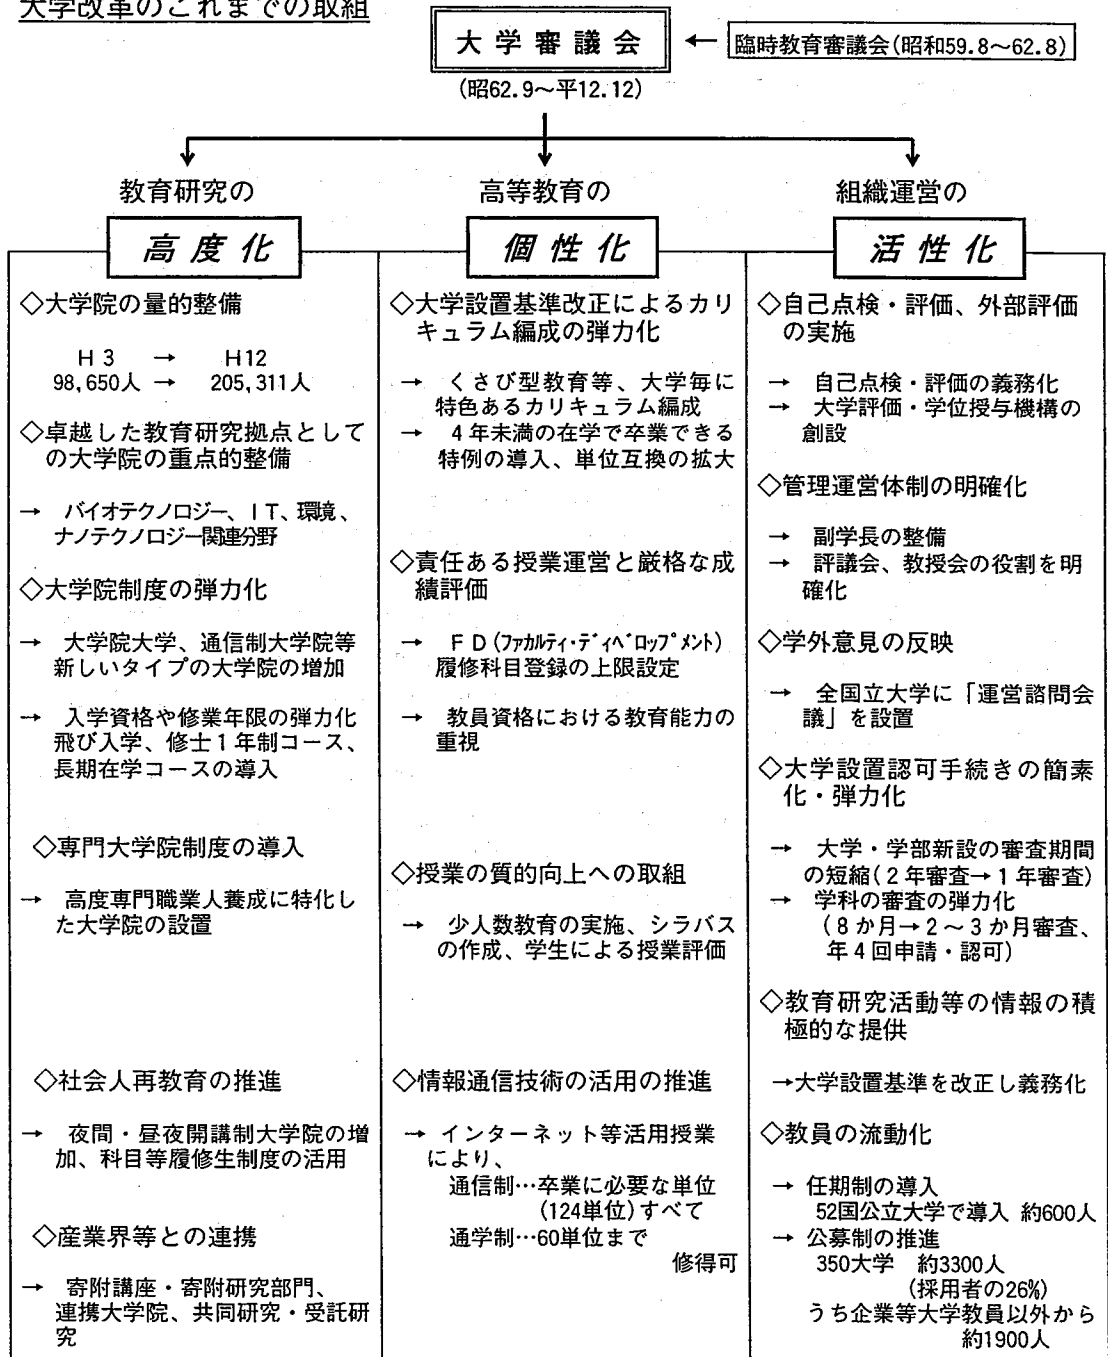 大学改革のこれまでの取組
大学審議会
← 臨時教育審議会(昭和59.8～62.8)
(昭62.9～平12.12)
教育研究の
高度化
◇大学院の量的整備
H3 → H12
98,650人 → 205,311人
◇卓越した教育研究拠点として
の大学院の重点的整備
→ バイオテクノロジー、IT、環境、
ナノテクノロジー関連分野
◇大学院制度の弾力化
→ 大学院大学、通信制大学院等
新しいタイプの大学院の増加
→ 入学資格や修業年限の弾力化
飛び入学、修士1年制コース、
長期在学コースの導入
◇専門大学院制度の導入
→ 高度専門職業人養成に特化し
た大学院の設置
◇社会人再教育の推進
→ 夜間・昼夜開講制大学院の増
加、科目等履修生制度の活用
◇産業界等との連携
→ 寄附講座・寄附研究部門、
連携大学院、共同研究・受託研
究
高等教育の
個性化
◇大学設置基準改正によるカリ
キュラム編成の弾力化
→ くさび型教育等、大学毎に
特色あるカリキュラム編成
→ 4年未満の在学で卒業できる
特例の導入、単位互換の拡大
◇責任ある授業運営と厳格な成
績評価
→ FD(ﾌｧｶﾙﾃｨ･ﾃﾞｨﾍﾞﾛｯﾌﾟﾒﾝﾄ)
履修科目登録の上限設定
→ 教員資格における教育能力の
重視
◇授業の質的向上への取組
→ 少人数教育の実施、シラバス
の作成、学生による授業評価
◇情報通信技術の活用の推進
→ インターネット等活用授業
により、
通信制…卒業に必要な単位
(124単位)すべて
通学制…60単位まで
修得可
組織運営の
活性化
◇自己点検・評価、外部評価
の実施
→ 自己点検・評価の義務化
→ 大学評価・学位授与機構の
創設
◇管理運営体制の明確化
→ 副学長の整備
→ 評議会、教授会の役割を明
確化
◇学外意見の反映
→ 全国立大学に「運営諮問会
議」を設置
◇大学設置認可手続きの簡素
化・弾力化
→ 大学・学部新設の審査期間
の短縮(2年審査→1年審査)
→ 学科の審査の弾力化
(8か月→2～3か月審査、
年4回申請・認可)
◇教育研究活動等の情報の積
極的な提供
→大学設置基準を改正し義務化
◇教員の流動化
→ 任期制の導入
52国公立大学で導入 約600人
→ 公募制の推進
350大学 約3300人
(採用者の26%)
うち企業等大学教員以外から
約1900人